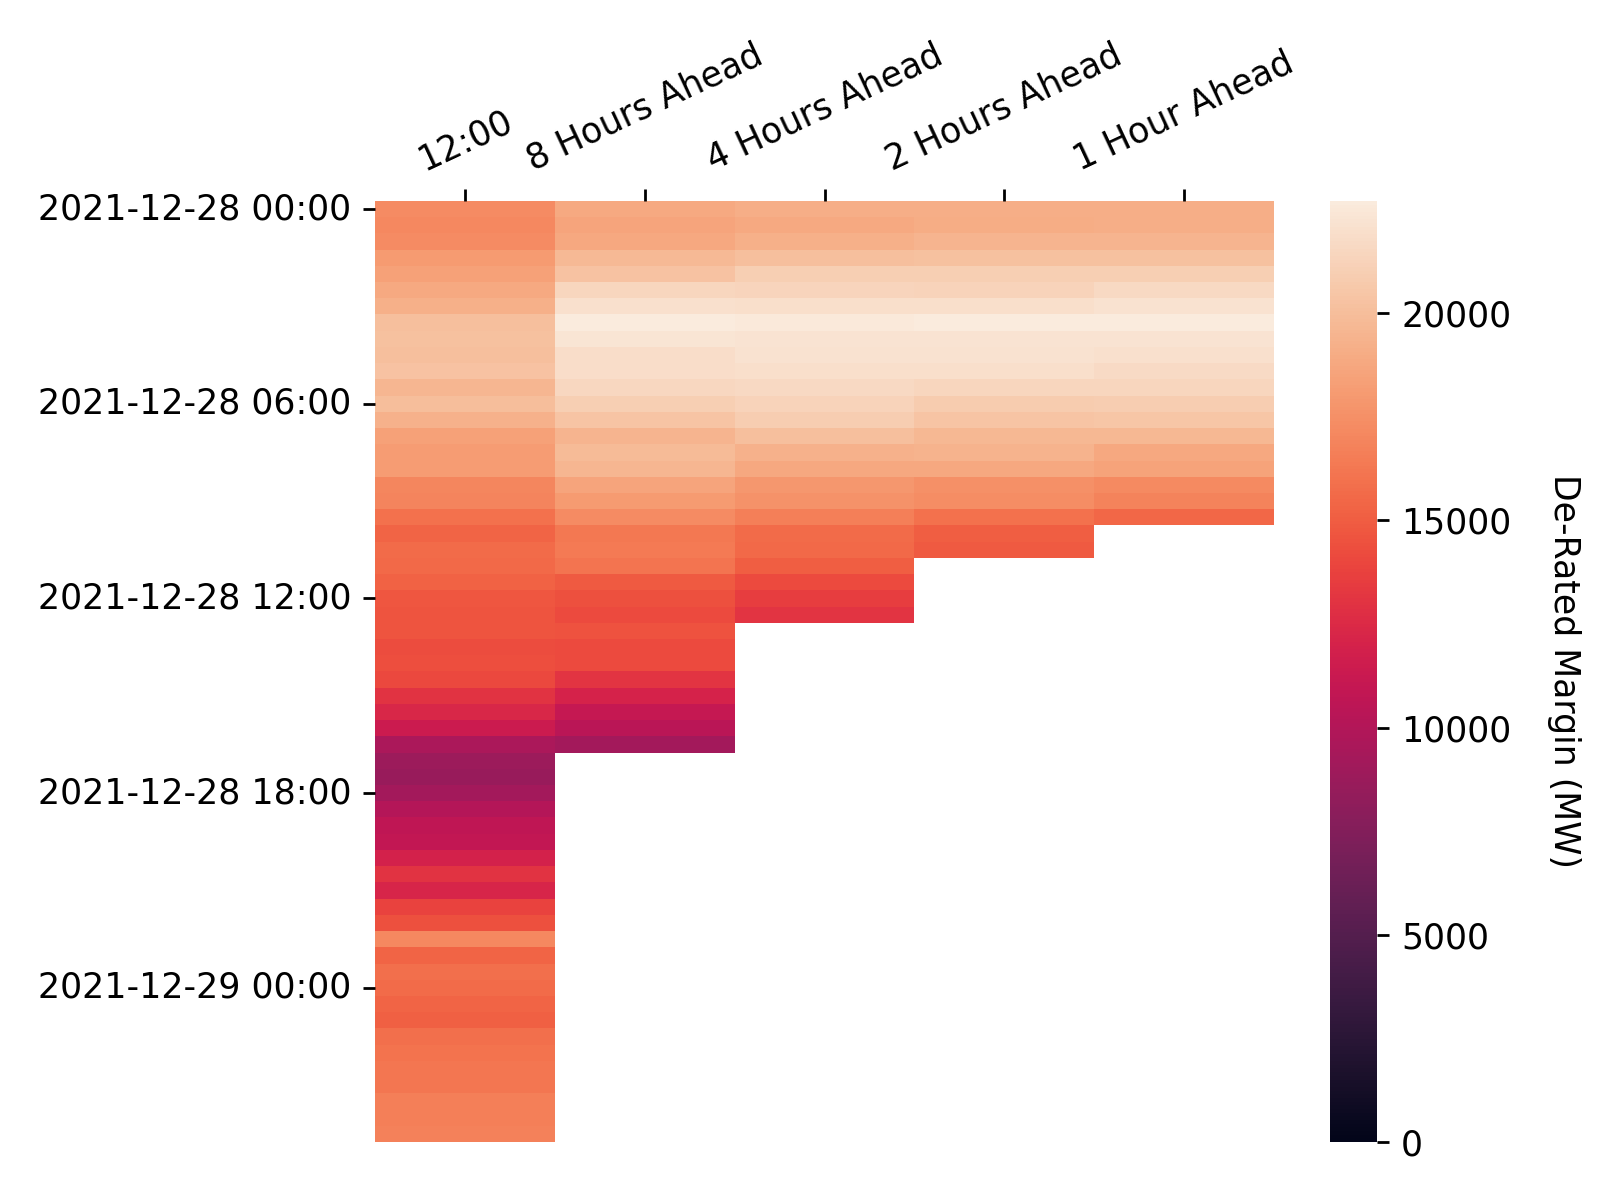 12:00
8 Hours Ahead
4 Hours Ahead
2 Hours Ahead
1 Hour Ahead
2021-12-28 00:00
2021-12-28 06:00
2021-12-28 12:00
2021-12-28 18:00
2021-12-29 00:00
20000
15000
10000
5000
0
De-Rated Margin (MW)